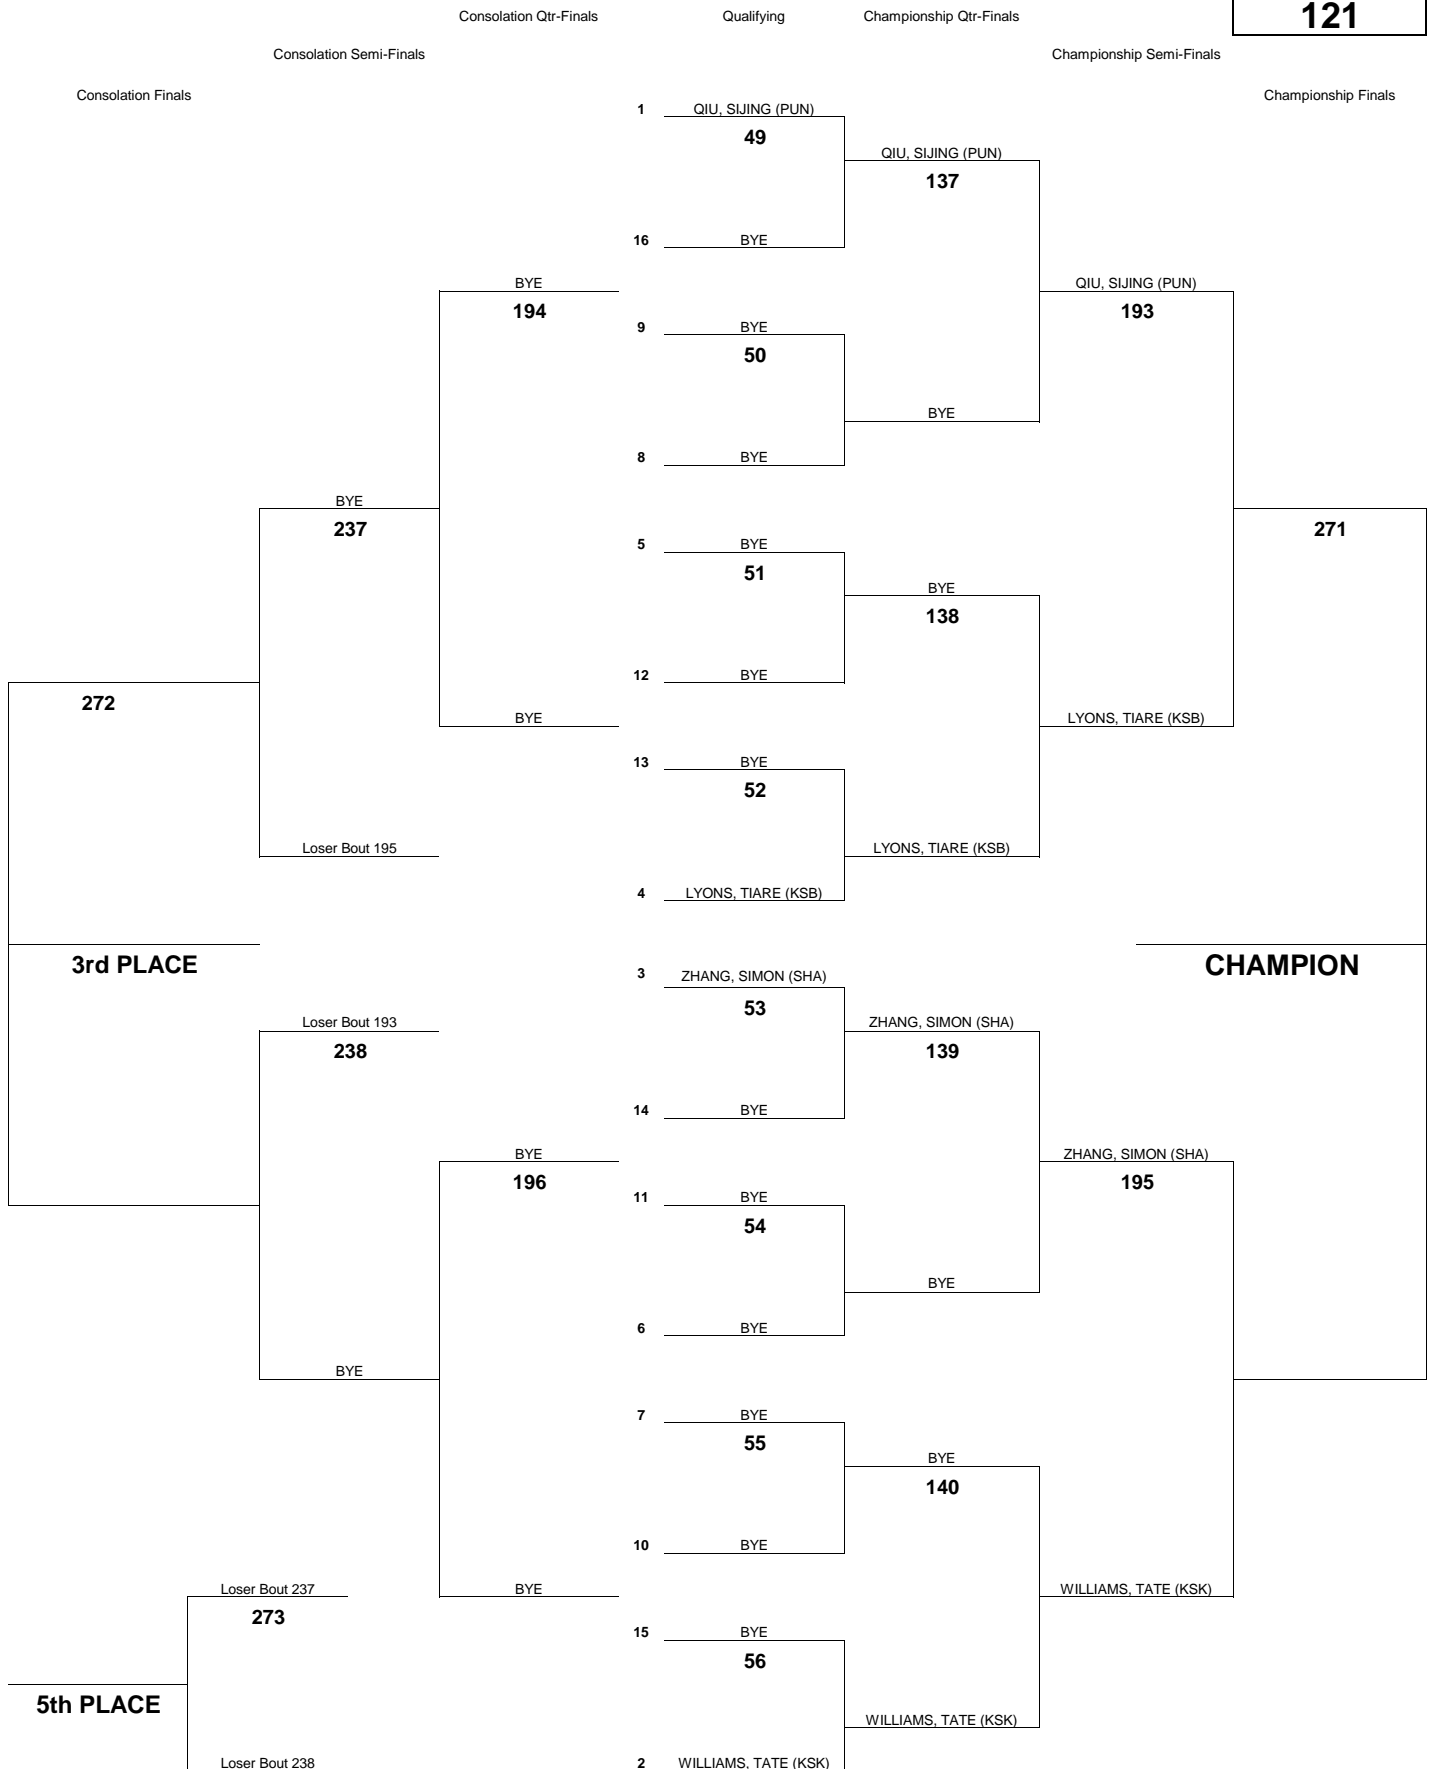 Consolation Qtr-Finals Qualifying Championship Qtr-Finals 121
Consolation Semi-Finals Championship Semi-Finals
Consolation Finals Championship Finals
1 QIU, SIJING (PUN)
49
QIU, SIJING (PUN)
137
16 BYE
BYE QIU, SIJING (PUN)
194 193
9 BYE
50
BYE
8 BYE
BYE
237 271
5 BYE
51
BYE
138
12 BYE
272
BYE LYONS, TIARE (KSB)
13 BYE
52
Loser Bout 195 LYONS, TIARE (KSB)
4 LYONS, TIARE (KSB)
3rd PLACE CHAMPION
3 ZHANG, SIMON (SHA)
53
Loser Bout 193 ZHANG, SIMON (SHA)
238 139
14 BYE
BYE ZHANG, SIMON (SHA)
196 195
11 BYE
54
BYE
6 BYE
BYE
7 BYE
55
BYE
140
10 BYE
Loser Bout 237 BYE WILLIAMS, TATE (KSK)
273
15 BYE
56
5th PLACE
WILLIAMS, TATE (KSK)
Loser Bout 238 2 WILLIAMS, TATE (KSK)